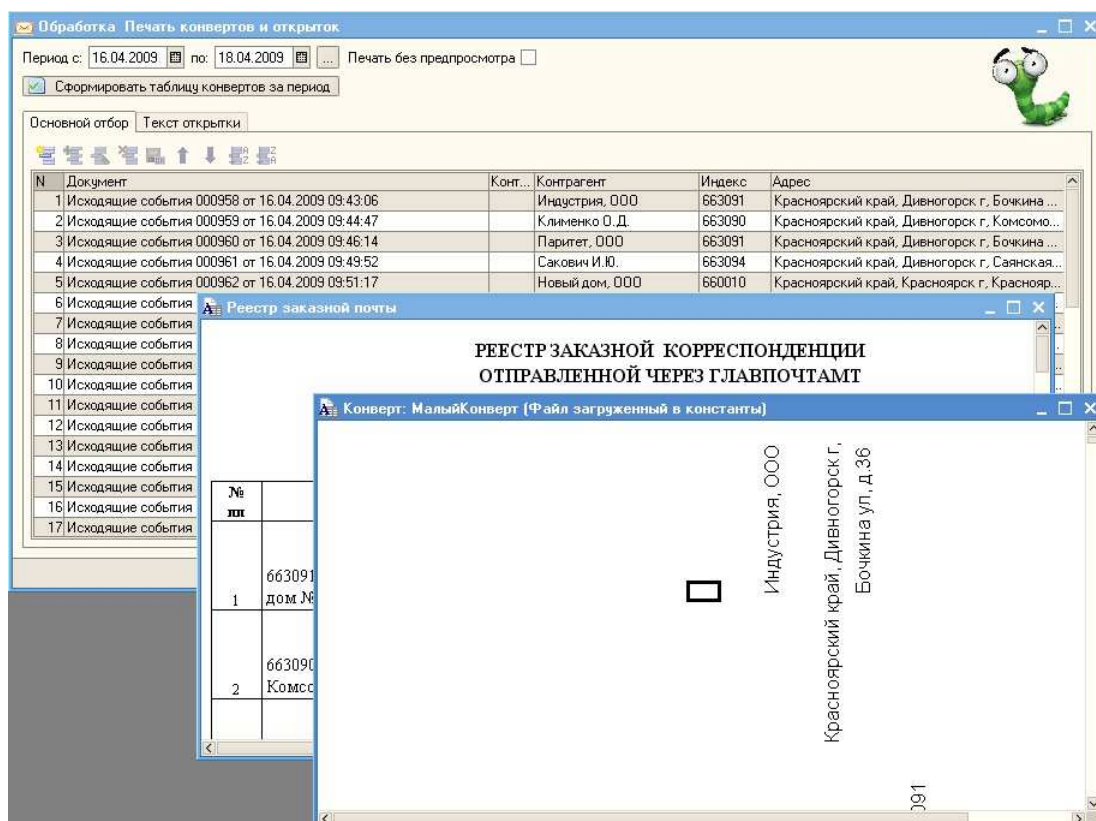 Обработка Печать конвертов и открыток
Период с: 16.04.2009 по: 18.04.2009 ... Печать без предпросмотра
Сформировать таблицу конвертов за период
Основной отбор Текст открытки
N Документ Конт... Контрагент Индекс Адрес
1 Исходящие события 000958 от 16.04.2009 09:43:06 Индустрия, ООО 663091 Красноярский край, Дивногорск г, Бочкина ...
2 Исходящие события 000959 от 16.04.2009 09:44:47 Клименко О.Д. 663090 Красноярский край, Дивногорск г, Комсомо...
3 Исходящие события 000960 от 16.04.2009 09:46:14 Паритет, ООО 663091 Красноярский край, Дивногорск г, Бочкина ...
4 Исходящие события 000961 от 16.04.2009 09:49:52 Сакович И.Ю. 663094 Красноярский край, Дивногорск г, Саянская...
5 Исходящие события 000962 от 16.04.2009 09:51:17 Новый дом, ООО 660010 Красноярский край, Красноярск г, Краснояр...
6 Исходящие события
7 Исходящие события
8 Исходящие события
9 Исходящие события
10 Исходящие события
11 Исходящие события
12 Исходящие события
13 Исходящие события
14 Исходящие события
15 Исходящие события
16 Исходящие события
17 Исходящие события
Реестр заказной почты
РЕЕСТР ЗАКАЗНОЙ КОРРЕСПОНДЕНЦИИ
ОТПРАВЛЕННОЙ ЧЕРЕЗ ГЛАВПОЧТАМТ
№
пп
663091
1 дом №
663090
2 Комсо
Конверт: МалыйКонверт (Файл загруженный в константы)
Индустрия, ООО
Красноярский край, Дивногорск г,
Бочкина ул, д.36
091